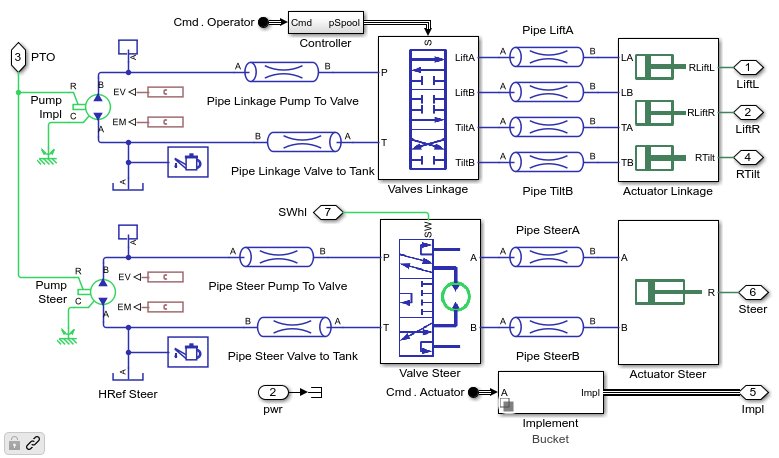 Cmd . Operator
Cmd
pSpool
Controller
3
PTO
A
EV
C
EM
C
R
B
C
A
Pump
Impl
A
B
Pipe Linkage Pump To Valve
B
A
Pipe Linkage Valve to Tank
A
S
P
T
LiftA
LiftB
TiltA
TiltB
Valves Linkage
Pipe LiftA
A
B
A
B
A
B
A
B
Pipe TiltB
LA
LB
TA
TB
RLiftL
RLiftR
RTilt
Actuator Linkage
1
LiftL
2
LiftR
4
RTilt
SWhl
7
A
EV
C
EM
C
R
B
C
A
Pump
Steer
A
B
Pipe Steer Pump To Valve
B
A
Pipe Steer Valve to Tank
A
HRef Steer
SW
P
T
A
B
Valve Steer
Pipe SteerA
A
B
A
B
Pipe SteerB
A
B
R
Actuator Steer
6
Steer
2
pwr
Cmd . Actuator
A
Impl
Implement
Bucket
5
Impl